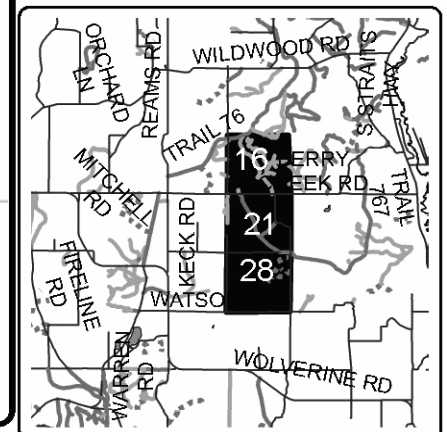 ORCHARD
LN
REAMS RD
WILDWOOD RD
S STRAITS
HWY
TRAIL 76
16
ERRY
EEK RD
MITCHELL
RD
TRAIL
767
KECK RD
21
28
FIRELINE
RD
WATSO
WARREN
RD
WOLVERINE RD